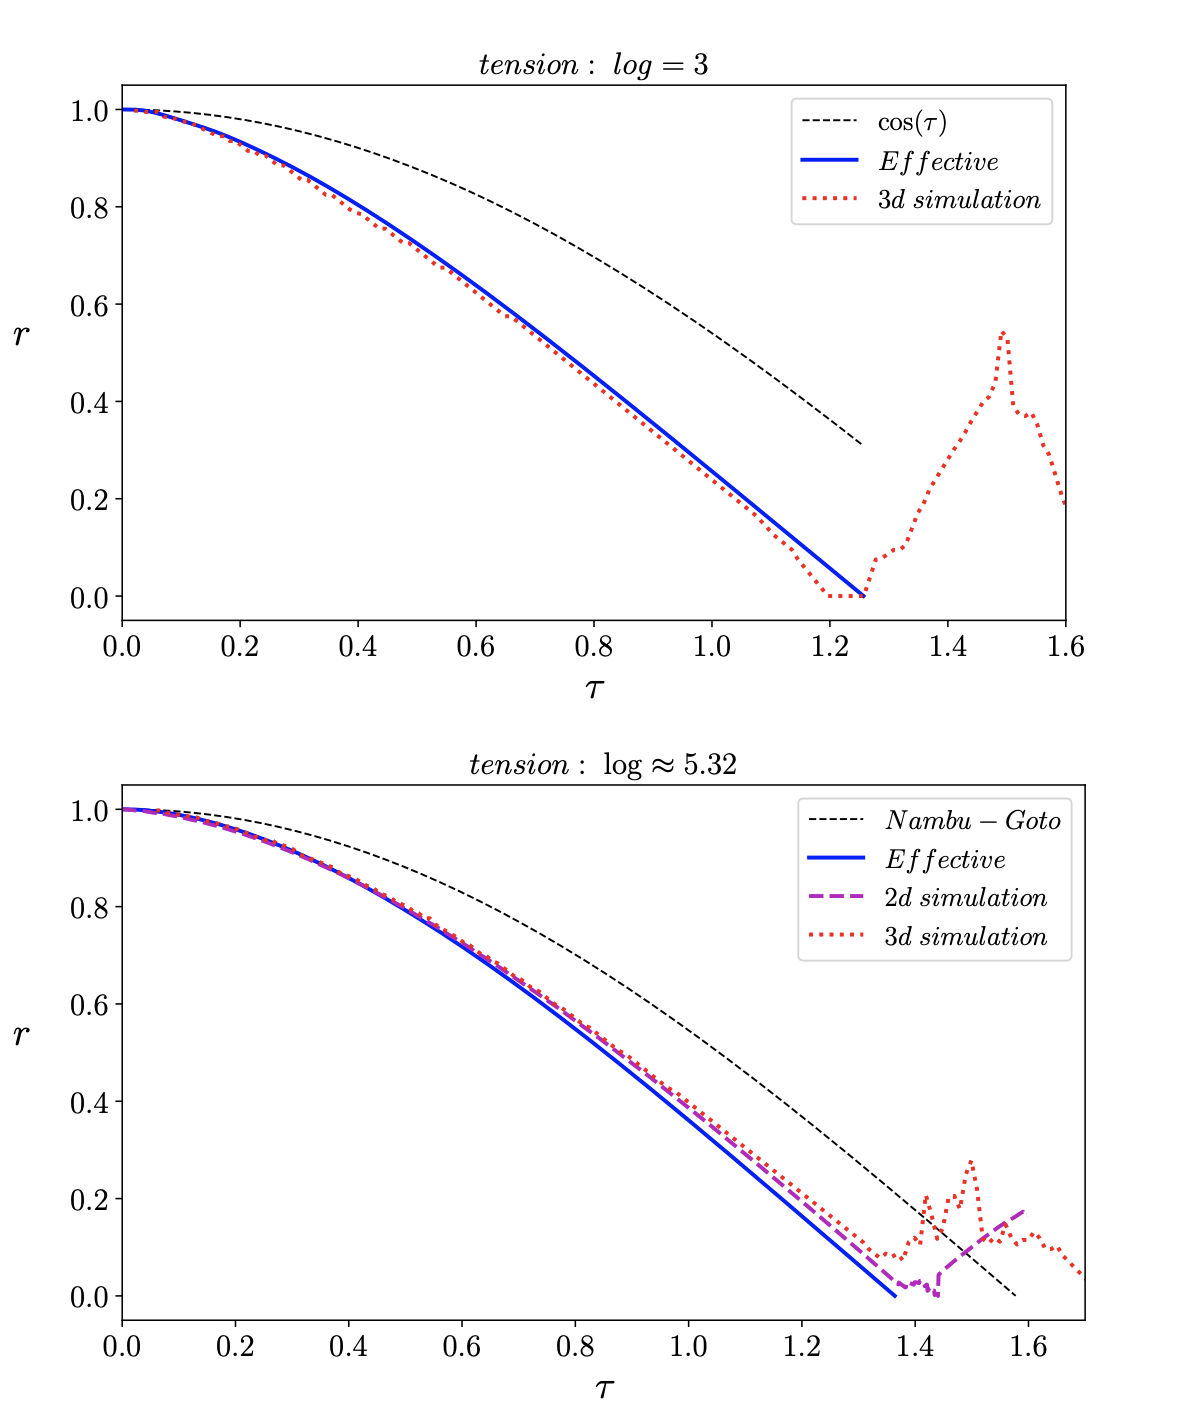 tension : log = 3
1.0
0.8
0.6
0.4
0.2
0.0
r
cos(τ)
Effective
3d simulation
0.0 0.2 0.4 0.6 0.8 1.0 1.2 1.4 1.6
τ
tension : log ≈ 5.32
1.0
0.8
0.6
0.4
0.2
0.0
r
Nambu − Goto
Effective
2d simulation
3d simulation
0.0 0.2 0.4 0.6 0.8 1.0 1.2 1.4 1.6
τ